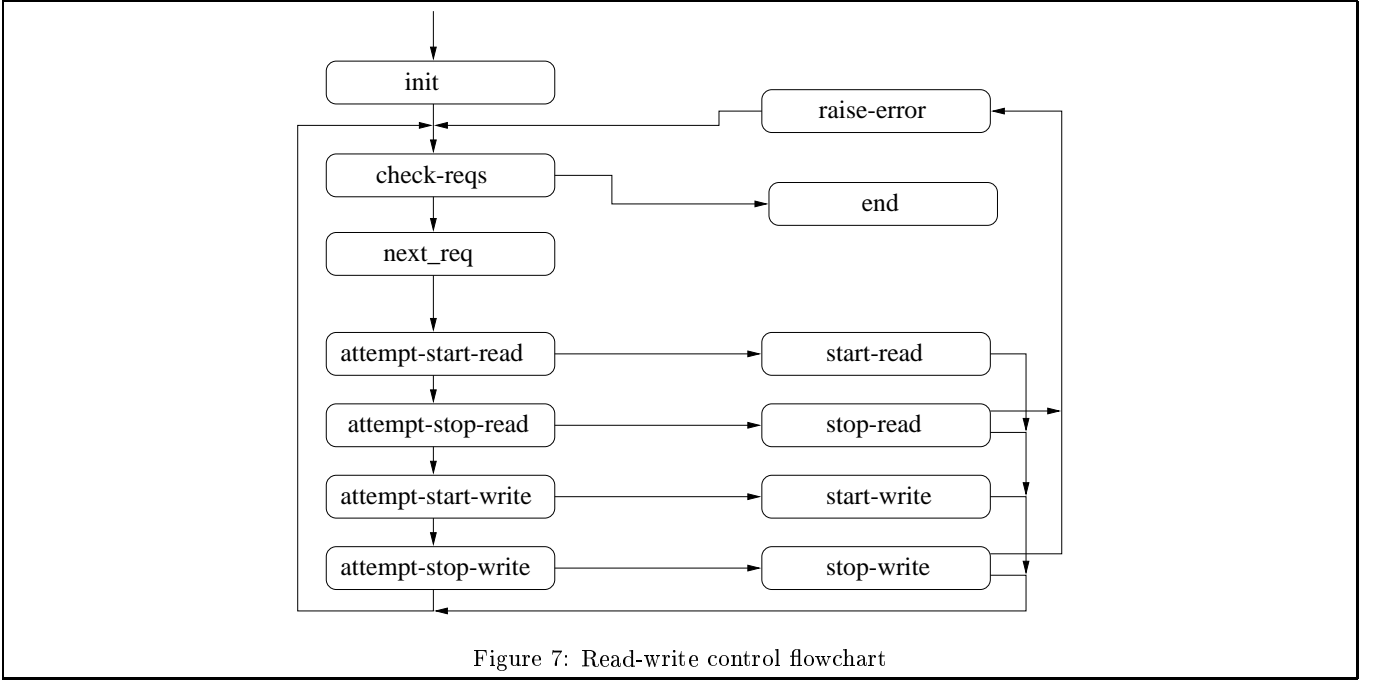 init
raise-error
check-reqs
end
next_req
attempt-start-read
start-read
attempt-stop-read
stop-read
attempt-start-write
start-write
attempt-stop-write
stop-write
Figure 7: Read-write control flowchart